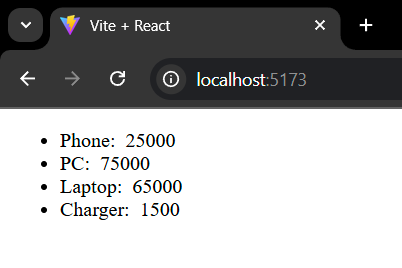 Vite + React
localhost:5173
Phone: 25000
PC: 75000
Laptop: 65000
Charger: 1500